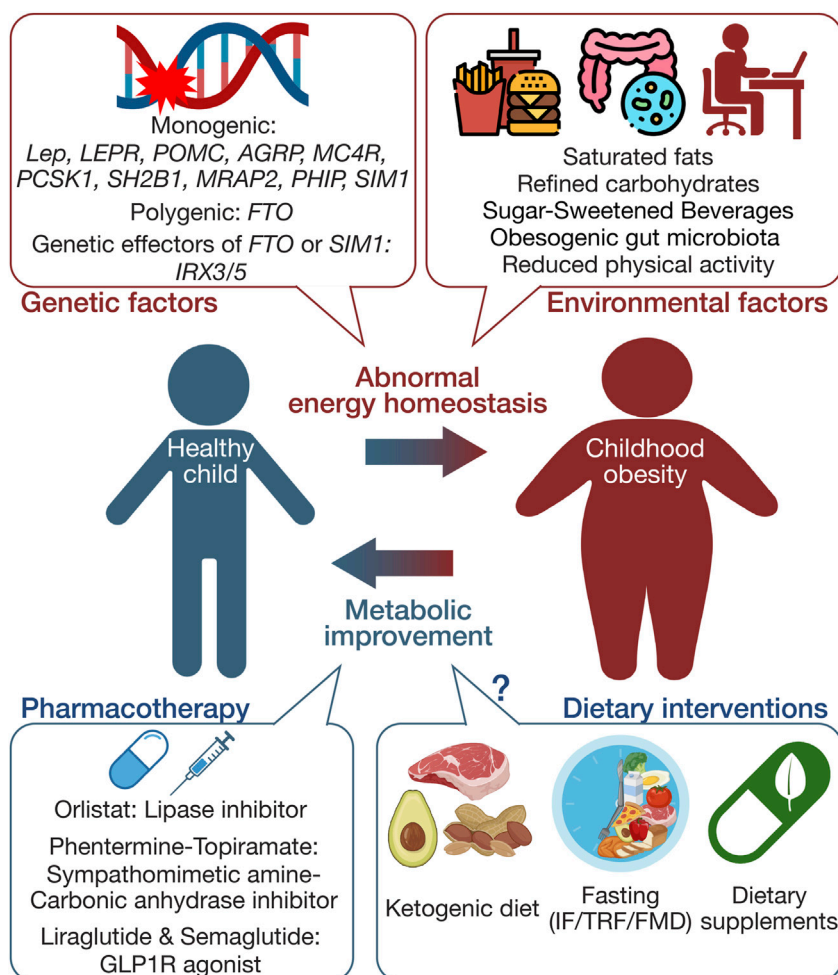 Monogenic:
Lep, LEPR, POMC, AGRP, MC4R,
PCSK1, SH2B1, MRAP2, PHIP, SIM1
Polygenic: FTO
Genetic effectors of FTO or SIM1:
IRX3/5
Genetic factors
Saturated fats
Refined carbohydrates
Sugar-Sweetened Beverages
Obesogenic gut microbiota
Reduced physical activity
Environmental factors
Abnormal
energy homeostasis
Healthy
child
Childhood
obesity
Metabolic
improvement
?
Pharmacotherapy
Orlistat: Lipase inhibitor
Phentermine-Topiramate:
Sympathomimetic amine-
Carbonic anhydrase inhibitor
Liraglutide & Semaglutide:
GLP1R agonist
Dietary interventions
Ketogenic diet
Fasting
(IF/TRF/FMD)
Dietary
supplements